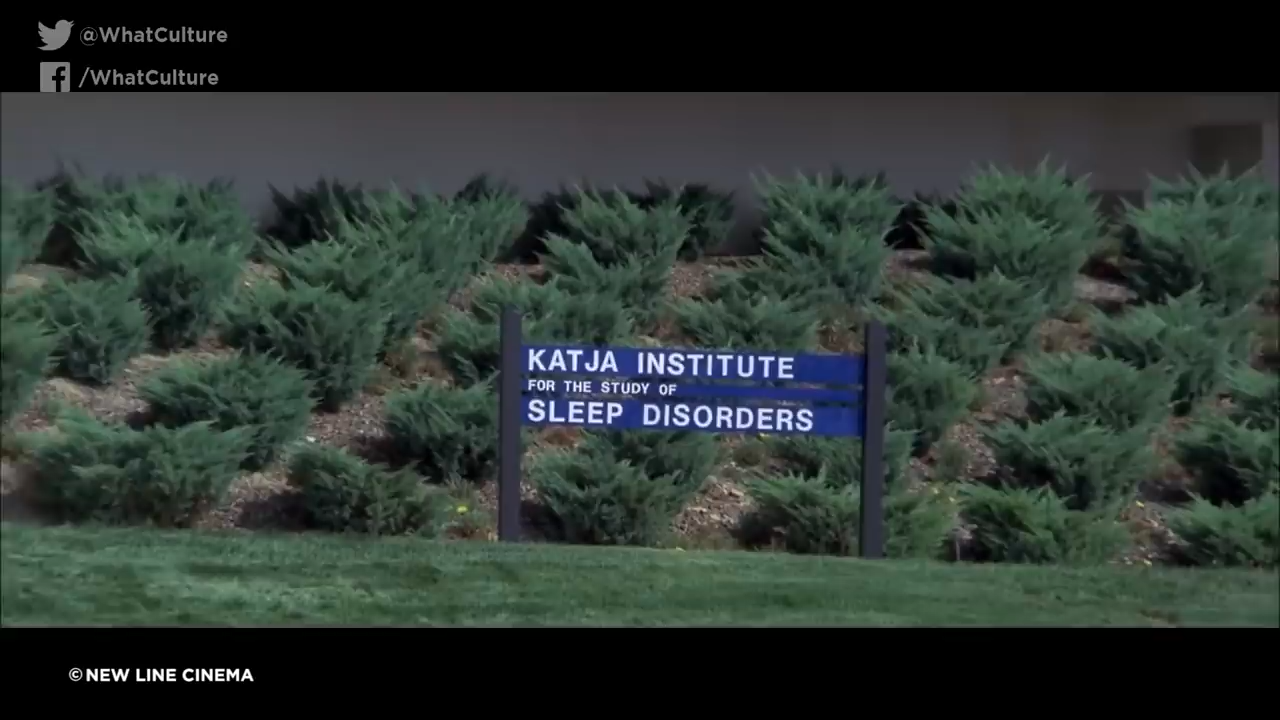 @WhatCulture
/WhatCulture
KATJA INSTITUTE
FOR THE STUDY OF
SLEEP DISORDERS
© NEW LINE CINEMA